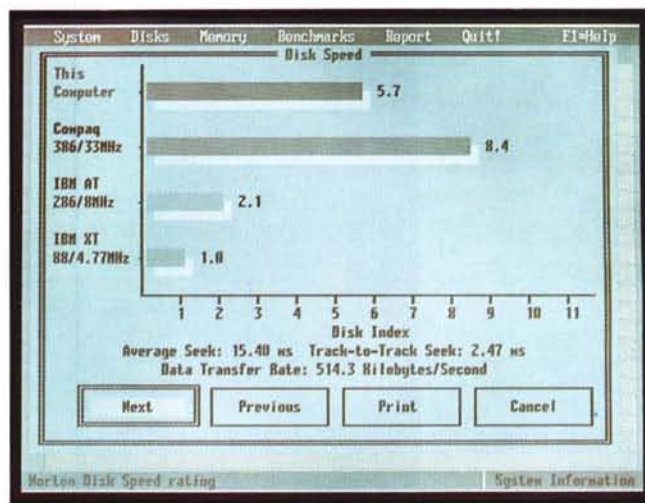 System Disks Memory Benchmarks Report Quit! F1=Help
Disk Speed
This
Computer
5.7
Compaq
386/33MHz
8.4
IBM AT
286/8MHz
2.1
IBM XT
88/4.77MHz
1.0
1 2 3 4 5 6 7 8 9 10 11
Disk Index
Average Seek: 15.40 ms Track-to-Track Seek: 2.47 ms
Data Transfer Rate: 514.3 Kilobytes/Second
Next Previous Print Cancel
Norton Disk Speed rating System Information